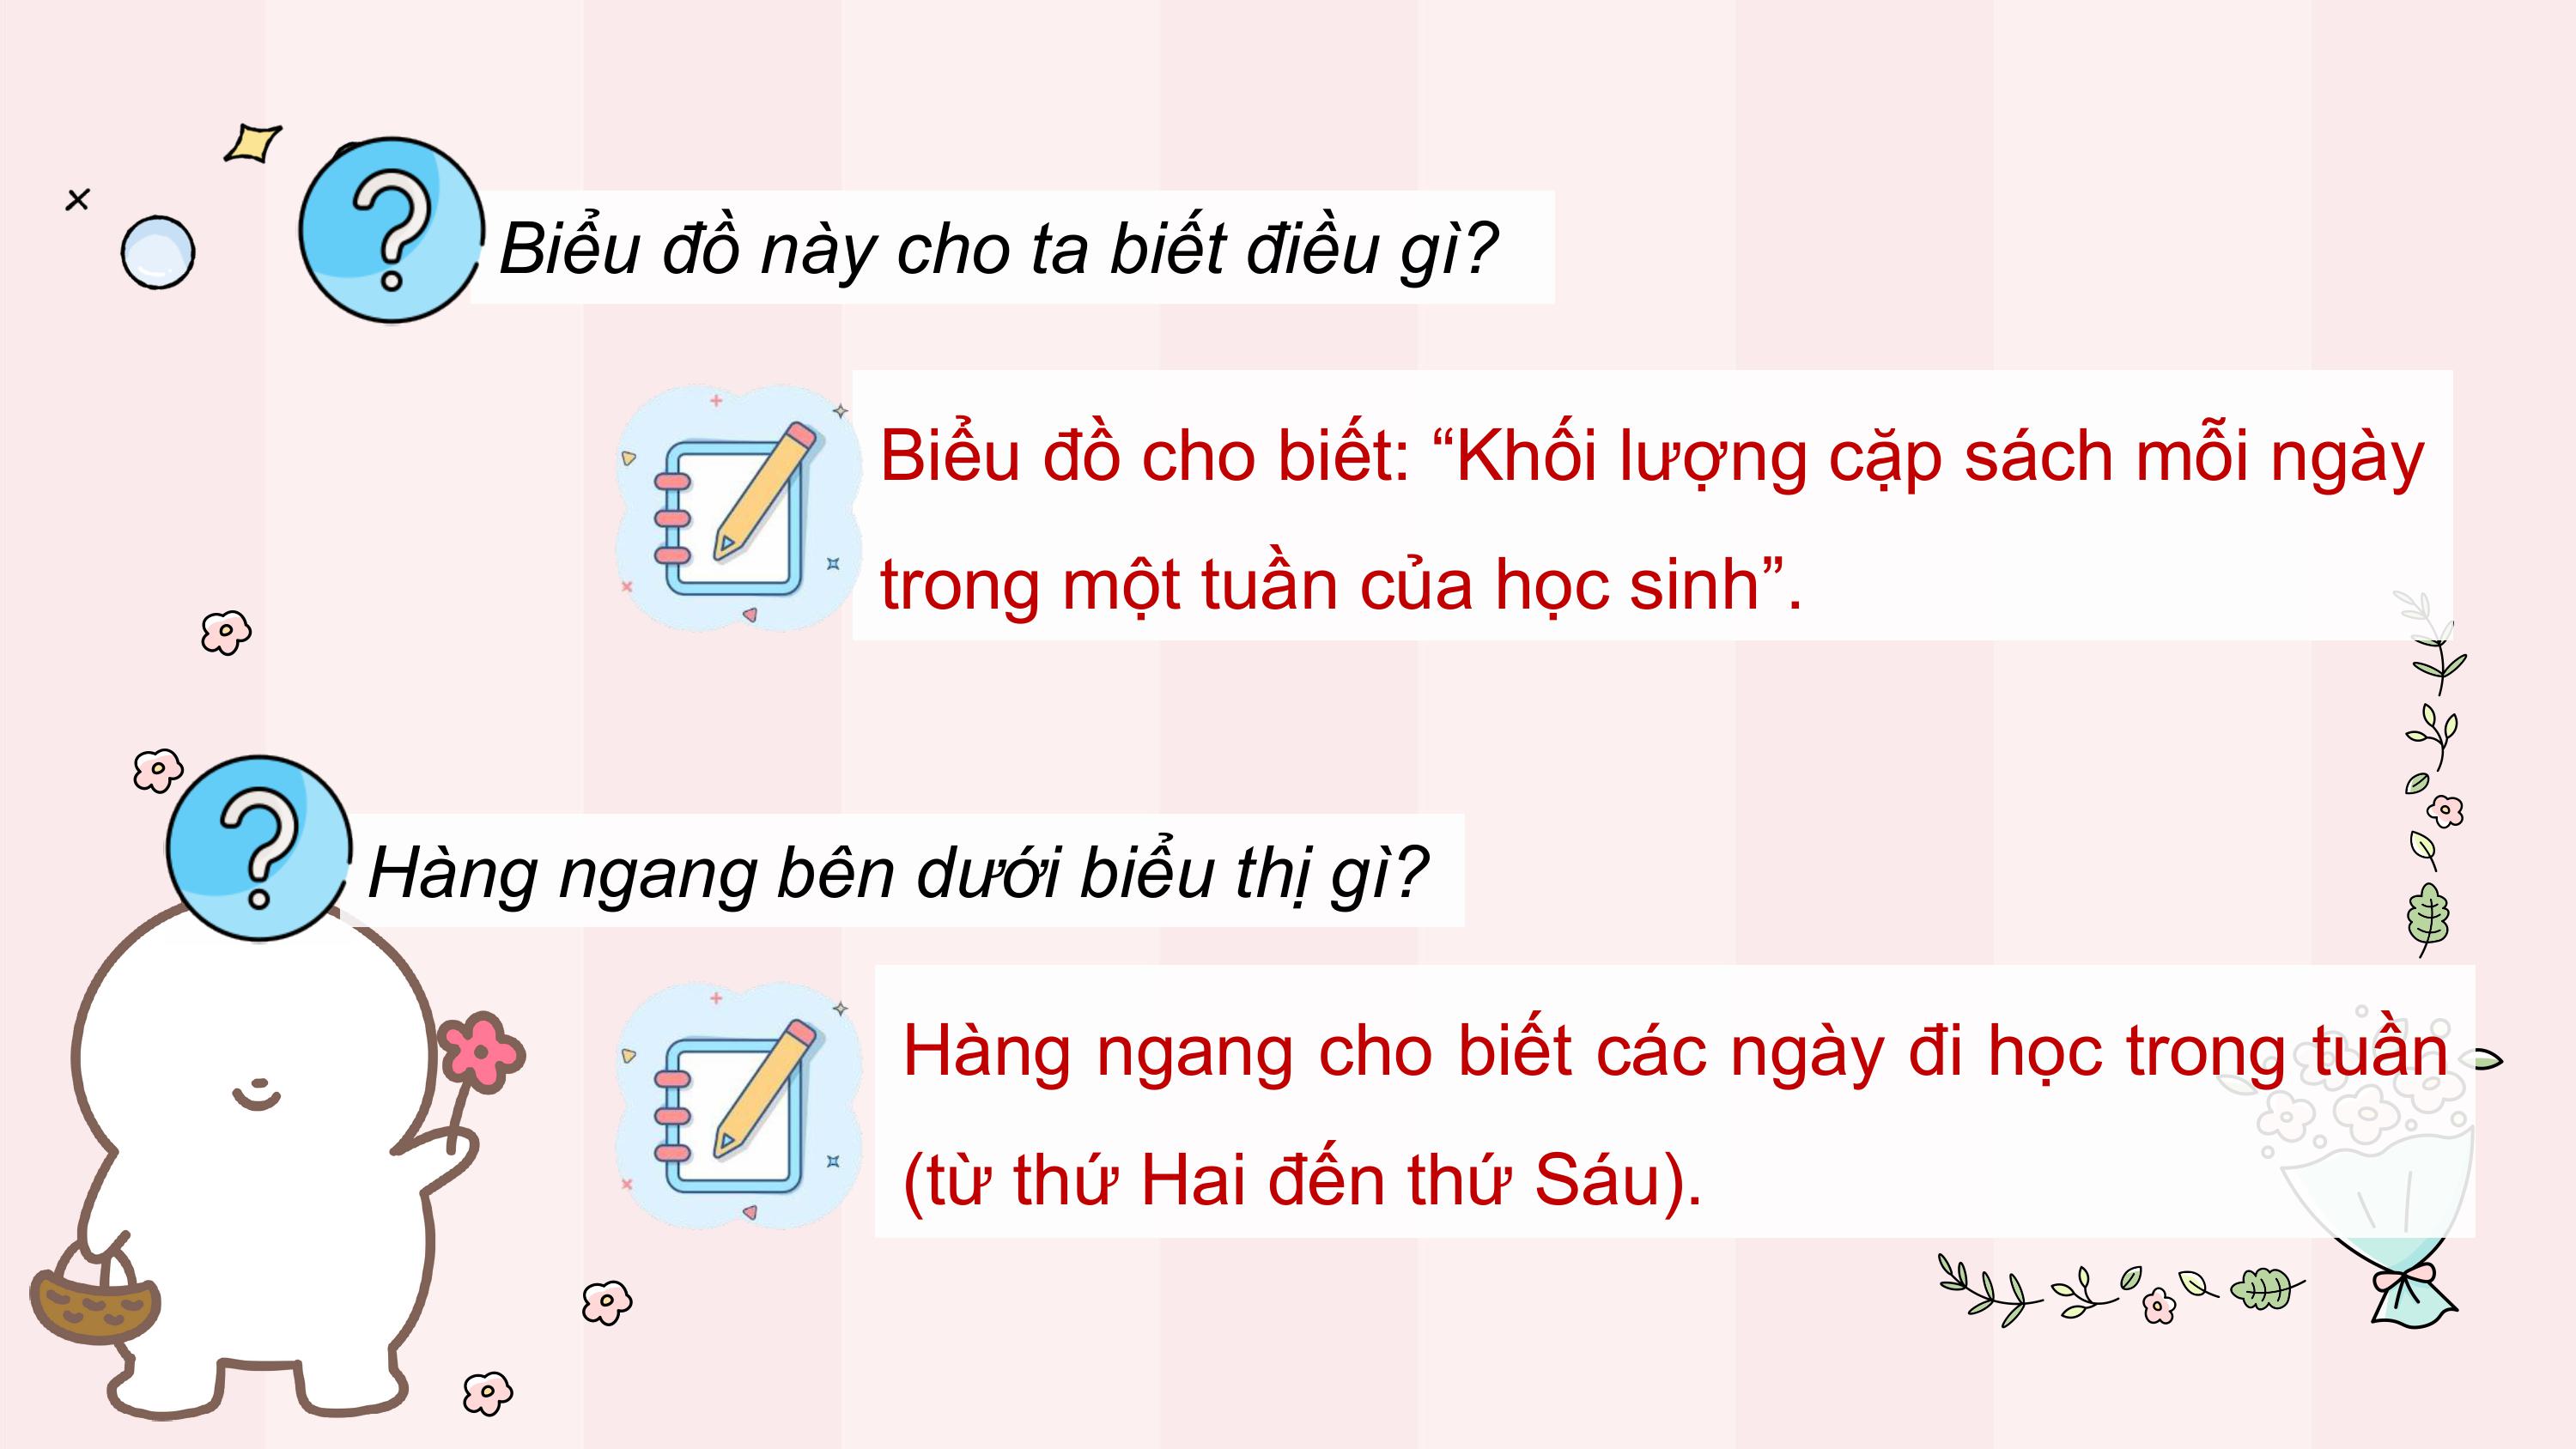 Biểu đồ này cho ta biết điều gì?
Biểu đồ cho biết: “Khối lượng cặp sách mỗi ngày
trong một tuần của học sinh”.
Hàng ngang bên dưới biểu thị gì?
Hàng ngang cho biết các ngày đi học trong tuần
(từ thứ Hai đến thứ Sáu).